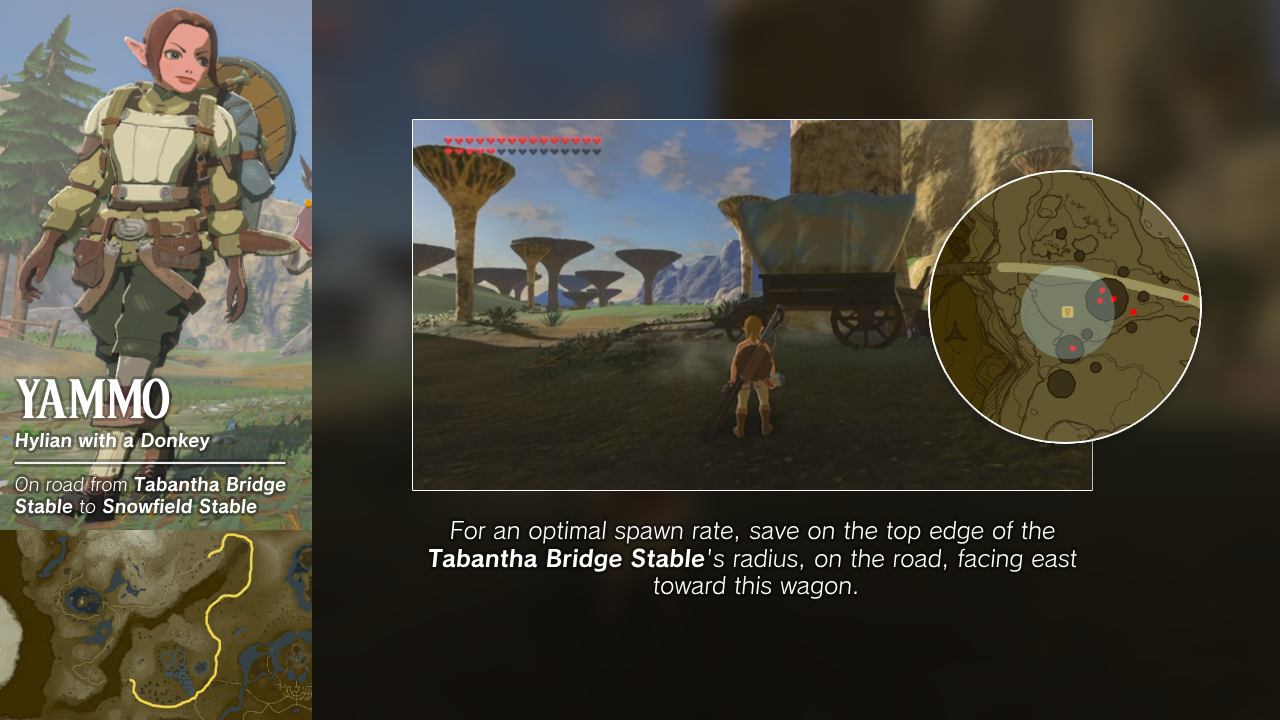 YAMMO
Hylian with a Donkey
On road from Tabantha Bridge
Stable to Snowfield Stable
For an optimal spawn rate, save on the top edge of the
Tabantha Bridge Stable's radius, on the road, facing east
toward this wagon.